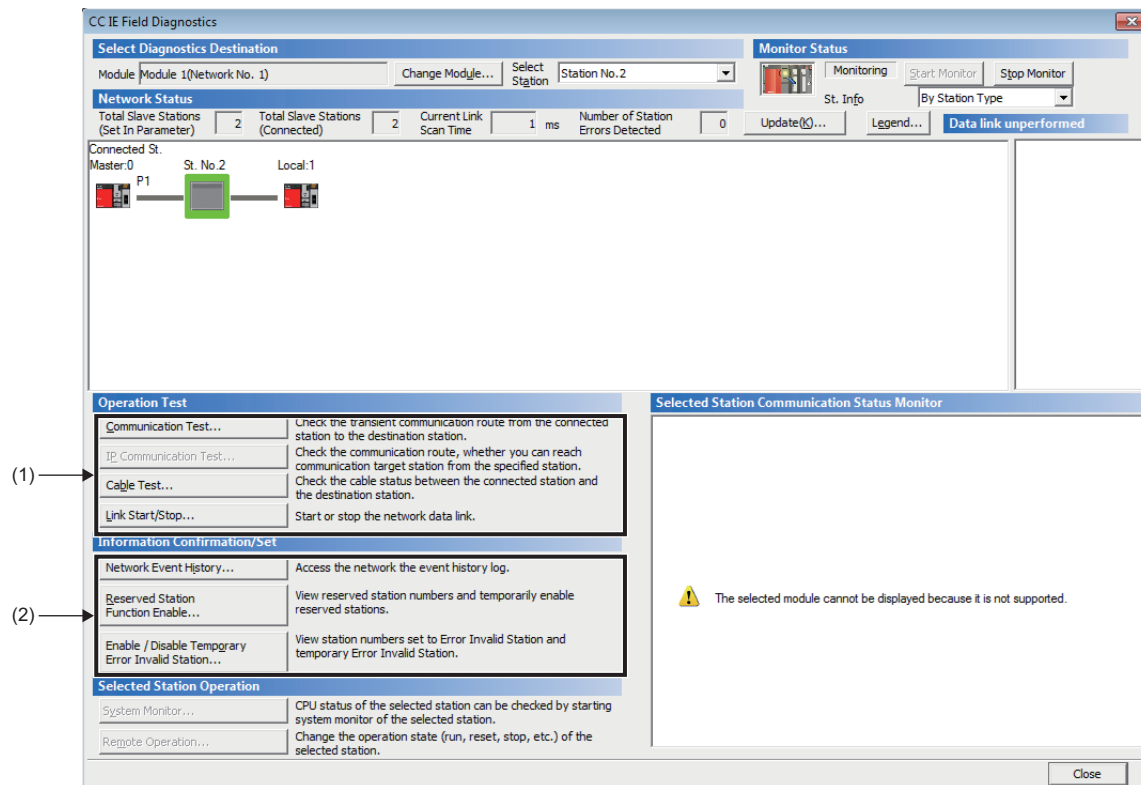 CC IE Field Diagnostics
Select Diagnostics Destination
Monitor Status
Module Module 1(Network No. 1)
Change Module...
Select Station
Station No.2
Monitoring
Start Monitor
Stop Monitor
St. Info
By Station Type
Network Status
Total Slave Stations
(Set In Parameter)
2
Total Slave Stations
(Connected)
2
Current Link
Scan Time
1 ms
Number of Station
Errors Detected
0
Update(K)...
Legend...
Data link unperformed
Connected St.
Master:0
St. No.2
Local:1
P1
Operation Test
Communication Test...
Check the transient communication route from the connected
station to the destination station.
IP Communication Test...
Check the communication route, whether you can reach
communication target station from the specified station.
(1)
Cable Test...
Check the cable status between the connected station and
the destination station.
Link Start/Stop...
Start or stop the network data link.
Information Confirmation/Set
Network Event History...
Access the network the event history log.
(2)
Reserved Station
Function Enable...
View reserved station numbers and temporarily enable
reserved stations.
Enable / Disable Temporary
Error Invalid Station...
View station numbers set to Error Invalid Station and
temporary Error Invalid Station.
Selected Station Operation
System Monitor...
CPU status of the selected station can be checked by starting
system monitor of the selected station.
Remote Operation...
Change the operation state (run, reset, stop, etc.) of the
selected station.
Selected Station Communication Status Monitor
The selected module cannot be displayed because it is not supported.
Close